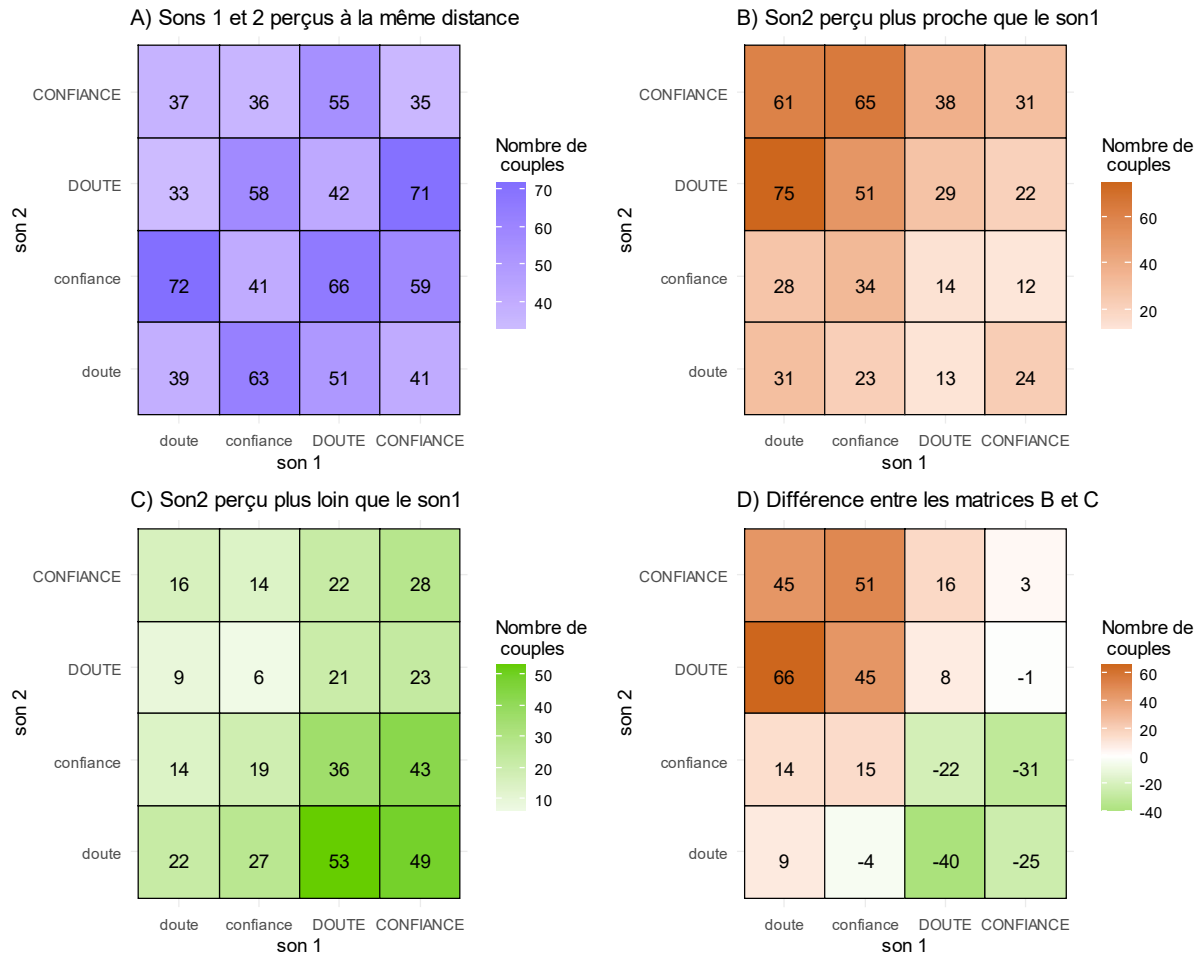 A) Sons 1 et 2 perçus à la même distance
CONFIANCE 37 36 55 35
DOUTE 33 58 42 71
confiance 72 41 66 59
doute 39 63 51 41
doute confiance DOUTE CONFIANCE
son 1
son 2
Nombre de
couples
70
60
50
40
B) Son2 perçu plus proche que le son1
CONFIANCE 61 65 38 31
DOUTE 75 51 29 22
confiance 28 34 14 12
doute 31 23 13 24
doute confiance DOUTE CONFIANCE
son 1
son 2
Nombre de
couples
60
40
20
C) Son2 perçu plus loin que le son1
CONFIANCE 16 14 22 28
DOUTE 9 6 21 23
confiance 14 19 36 43
doute 22 27 53 49
doute confiance DOUTE CONFIANCE
son 1
son 2
Nombre de
couples
50
40
30
20
10
D) Différence entre les matrices B et C
CONFIANCE 45 51 16 3
DOUTE 66 45 8 -1
confiance 14 15 -22 -31
doute 9 -4 -40 -25
doute confiance DOUTE CONFIANCE
son 1
son 2
Nombre de
couples
60
40
20
0
-20
-40